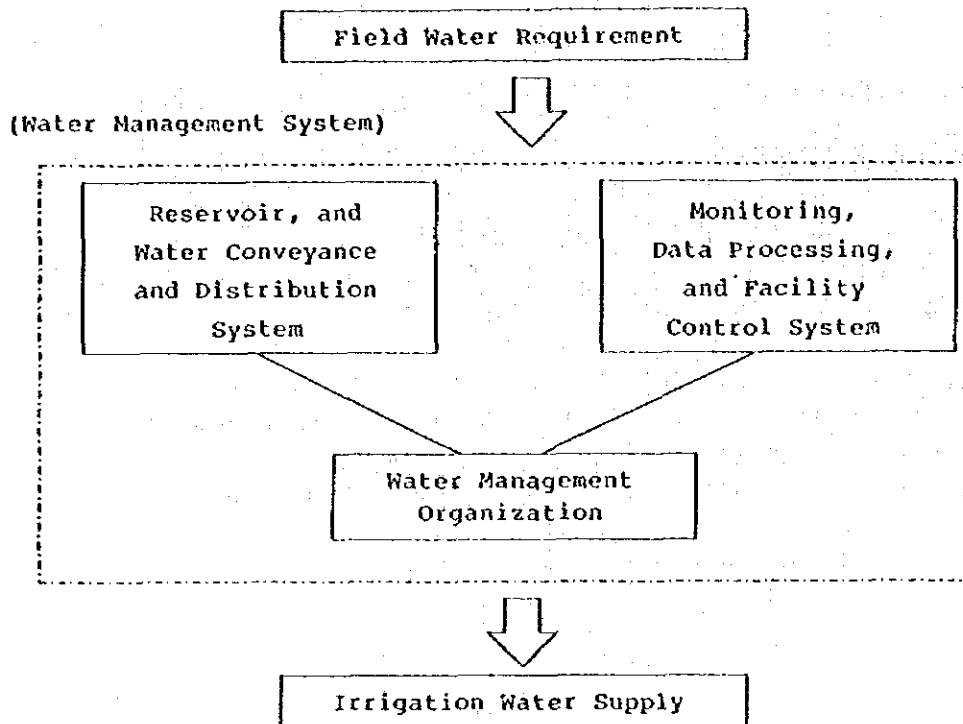 Field Water Requirement
(Water Management System)
Reservoir, and
Water Conveyance
and Distribution
System
Monitoring,
Data Processing,
and Facility
Control System
Water Management
Organization
Irrigation Water Supply